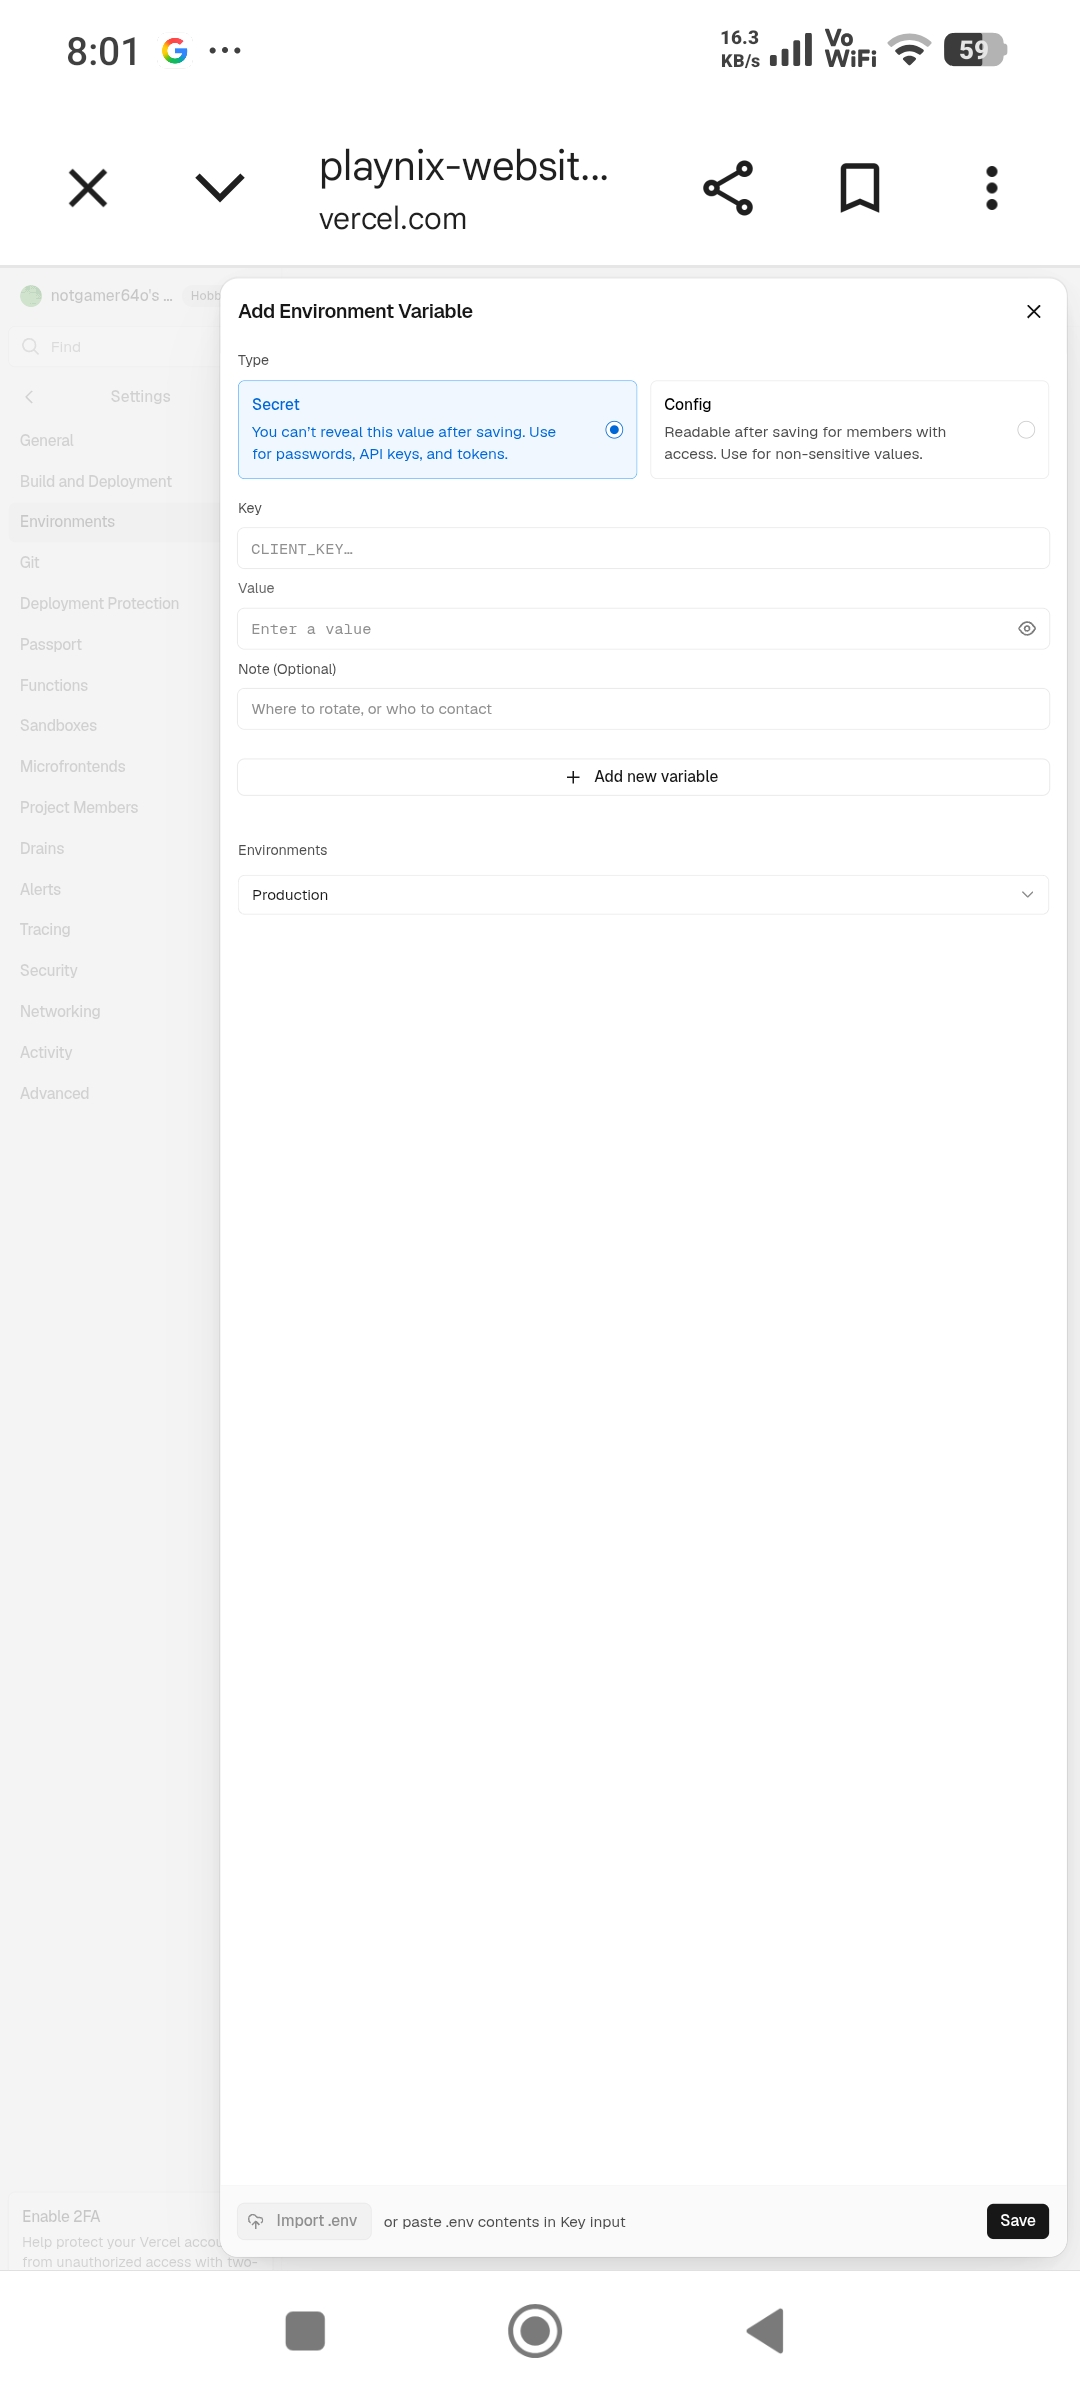 8:01
16.3
KB/s
Vo
WiFi
59
playnix-websit...
vercel.com
notgamer64o's ...
Hobb
Find
Settings
General
Build and Deployment
Environments
Git
Deployment Protection
Passport
Functions
Sandboxes
Microfrontends
Project Members
Drains
Alerts
Tracing
Security
Networking
Activity
Advanced
Enable 2FA
Help protect your Vercel accou
from unauthorized access with two-
Add Environment Variable
Type
Secret
You can't reveal this value after saving. Use
for passwords, API keys, and tokens.
Config
Readable after saving for members with
access. Use for non-sensitive values.
Key
CLIENT_KEY…
Value
Enter a value
Note (Optional)
Where to rotate, or who to contact
Add new variable
Environments
Production
Import .env
or paste .env contents in Key input
Save